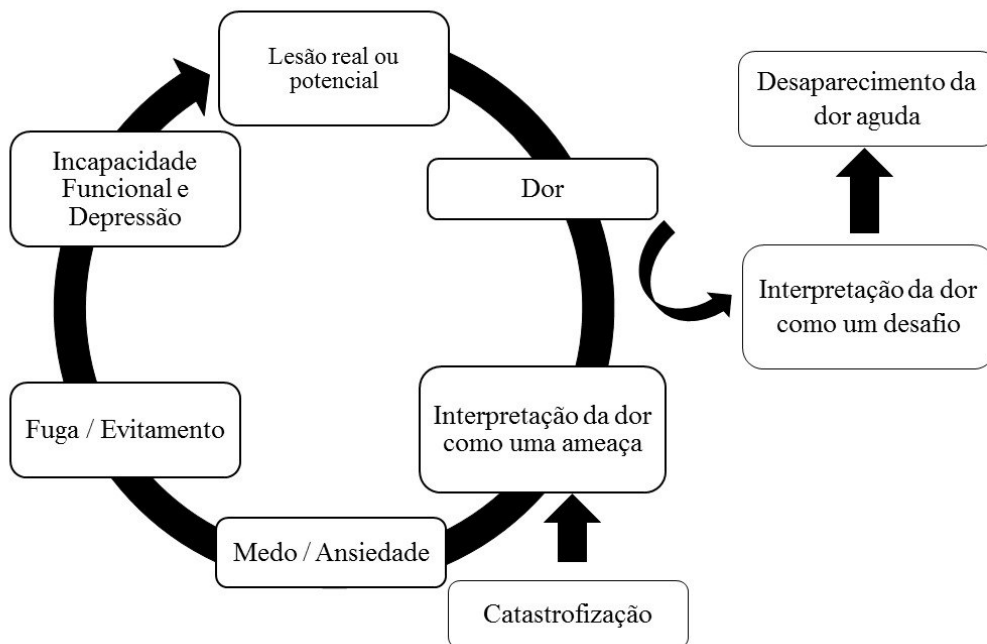 Lesão real ou
potencial
Desaparecimento da
dor aguda
Incapacidade
Funcional e
Depressão
Dor
Interpretação da dor
como um desafio
Fuga / Evitamento
Interpretação da dor
como uma ameaça
Medo / Ansiedade
Catastrofização